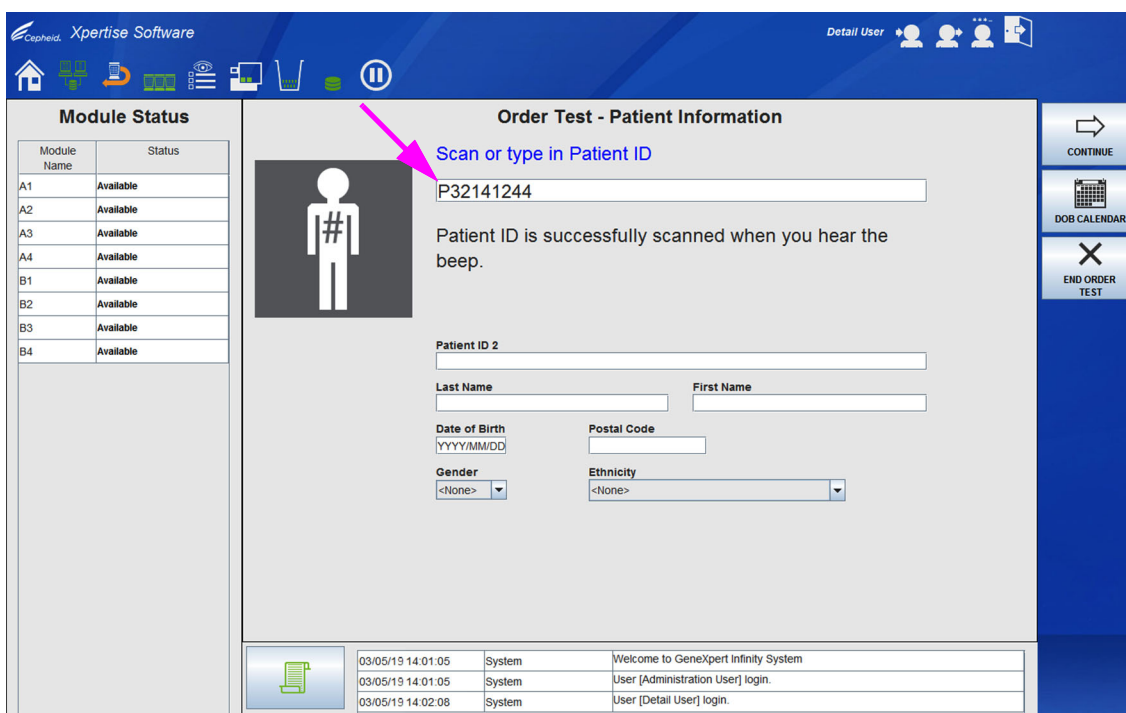 Cepheid. Xpertise Software
Detail User
Module Status
Module Name Status
A1 Available
A2 Available
A3 Available
A4 Available
B1 Available
B2 Available
B3 Available
B4 Available
Order Test - Patient Information
Scan or type in Patient ID
P32141244
#
Patient ID is successfully scanned when you hear the
beep.
Patient ID 2
Last Name First Name
Date of Birth Postal Code
YYYY/MM/DD
Gender Ethnicity
<None> <None>
CONTINUE
DOB CALENDAR
END ORDER
TEST
03/05/19 14:01:05 System Welcome to GeneXpert Infinity System
03/05/19 14:01:05 System User [Administration User] login.
03/05/19 14:02:08 System User [Detail User] login.